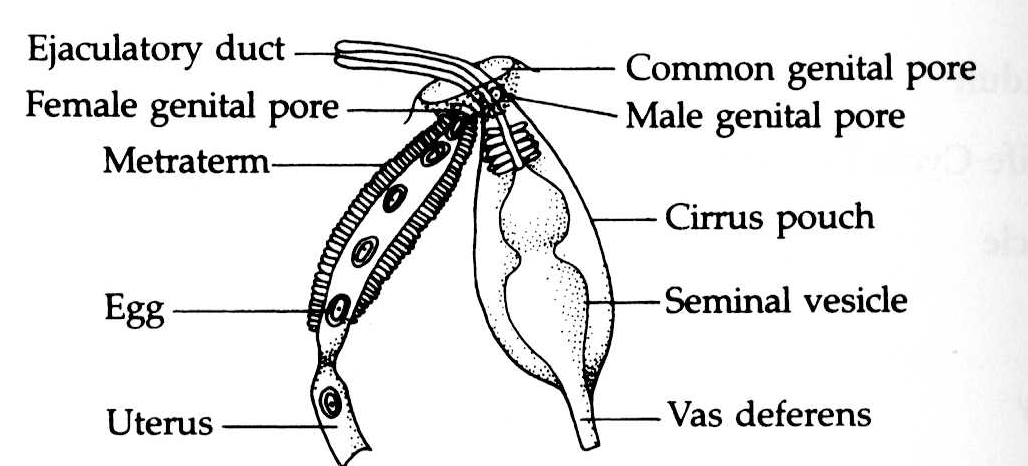 Ejaculatory duct
Common genital pore
Female genital pore
Male genital pore
Metraterm
Cirrus pouch
Egg
Seminal vesicle
Uterus
Vas deferens